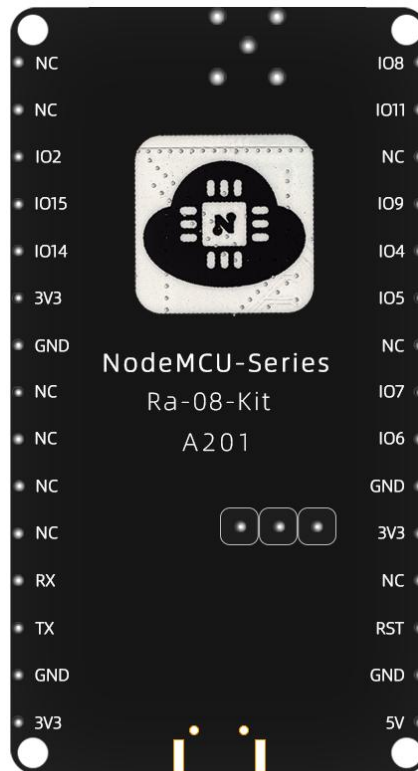 NC IO8
NC IO11
IO2 NC
IO15 IO9
IO14 IO4
3V3 IO5
GND NC
NodeMCU-Series
NC IO7
Ra-08-Kit
NC IO6
A201
NC GND
NC 3V3
RX NC
TX RST
GND GND
3V3 5V